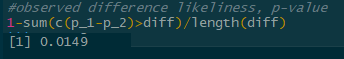 #observed difference likeliness, p-value
1-sum(c(p_1-p_2)>diff)/length(diff)
[1] 0.0149